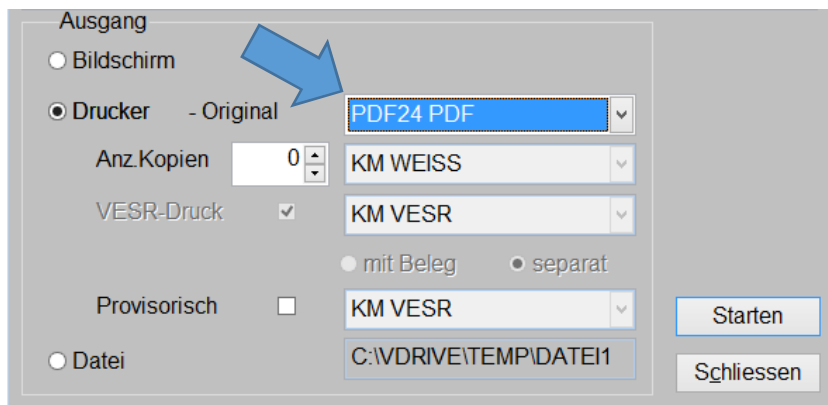 Ausgang
Bildschirm
Drucker - Original PDF24 PDF
Anz.Kopien 0 KM WEISS
VESR-Druck KM VESR
mit Beleg separat
Provisorisch KM VESR
Starten
Datei C:\VDRIVE\TEMP\DATEI1
Schliessen